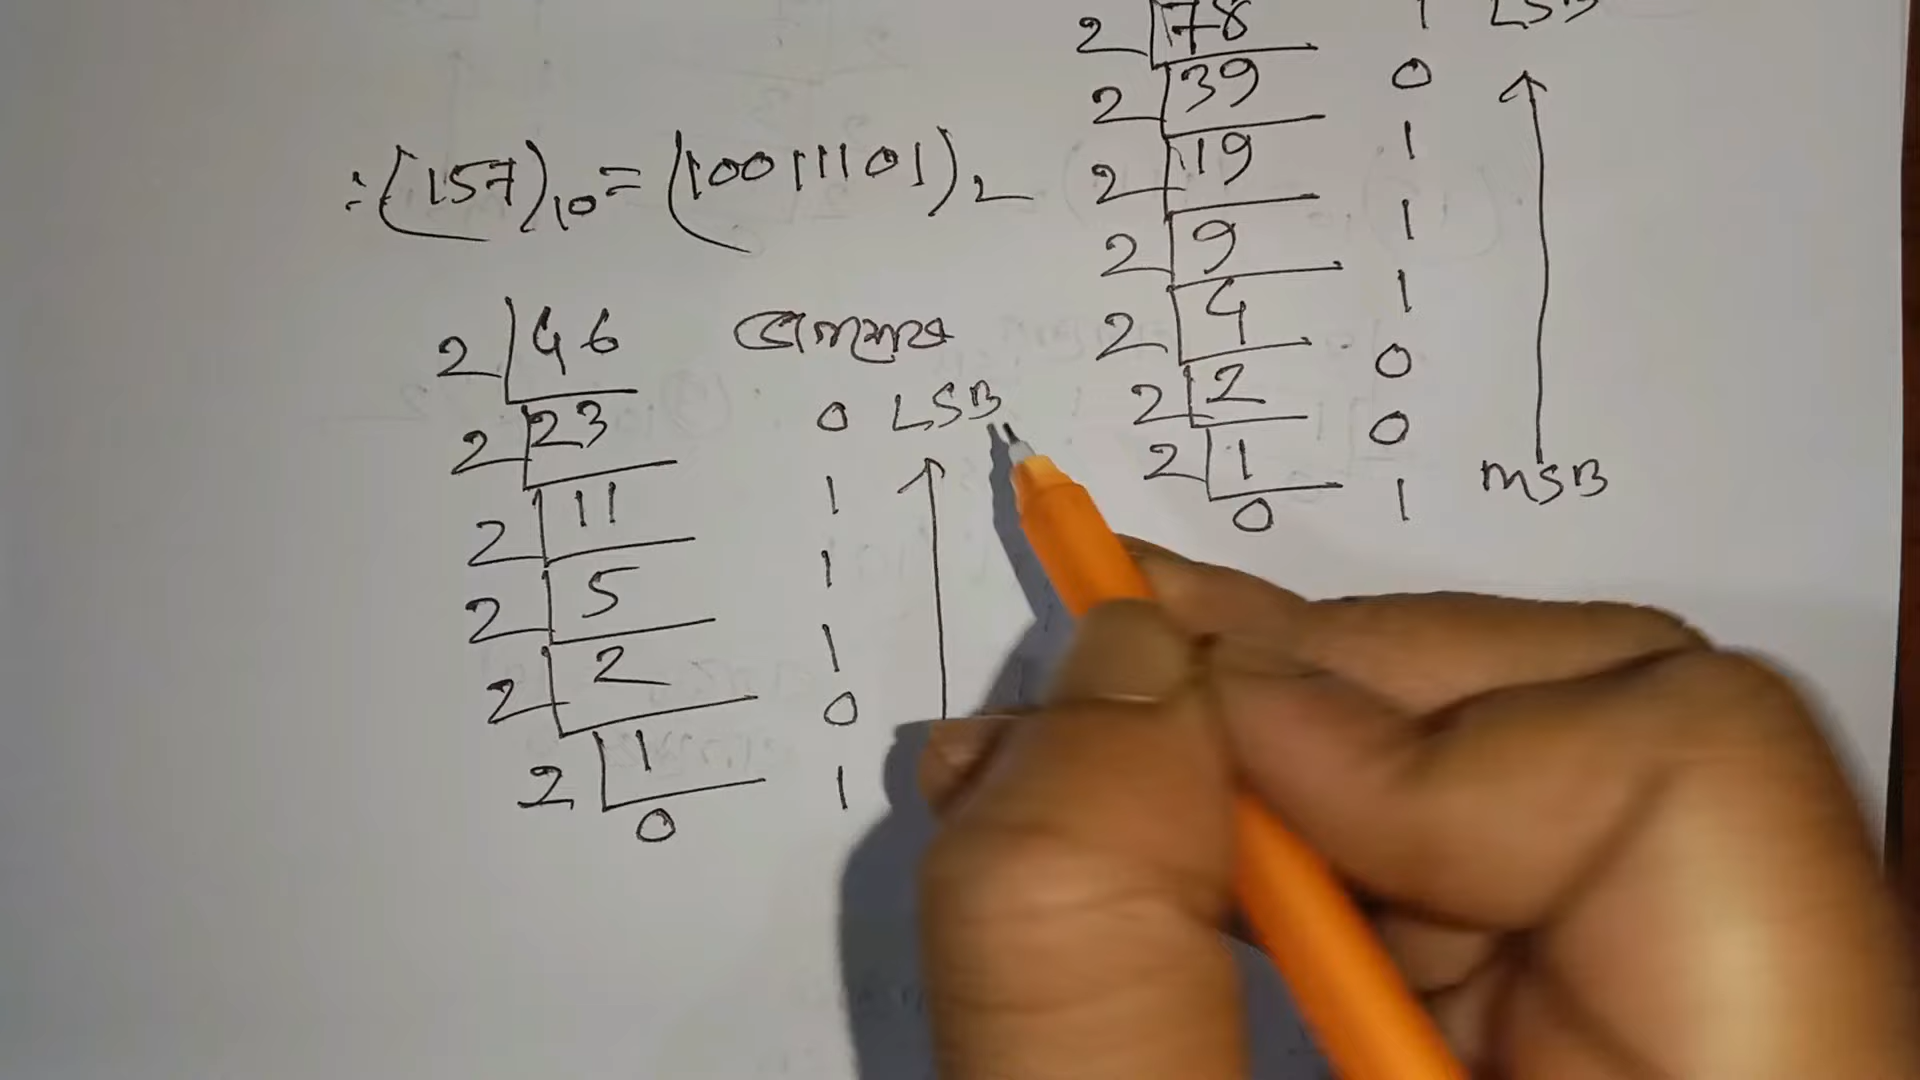 ∴(157)10 = (10011101)2
2 78 1 LSB
2 39 0
2 19 1
2 9 1
2 4 1
2 2 0
2 1 0
0 1 MSB
2 46
2 23 0 LSB
2 11 1
2 5 1
2 2 1
2 1 0
0 1